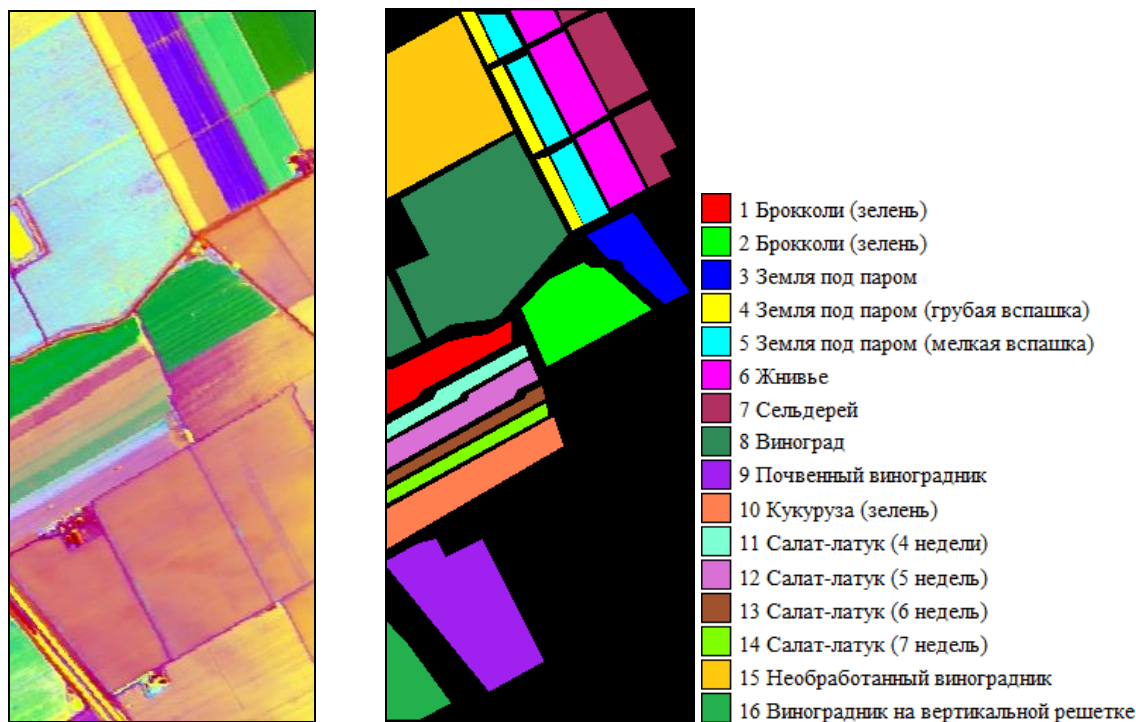 1 Брокколи (зелень)
2 Брокколи (зелень)
3 Земля под паром
4 Земля под паром (грубая вспашка)
5 Земля под паром (мелкая вспашка)
6 Жнивье
7 Сельдерей
8 Виноград
9 Почвенный виноградник
10 Кукуруза (зелень)
11 Салат-латук (4 недели)
12 Салат-латук (5 недель)
13 Салат-латук (6 недель)
14 Салат-латук (7 недель)
15 Необработанный виноградник
16 Виноградник на вертикальной решетке